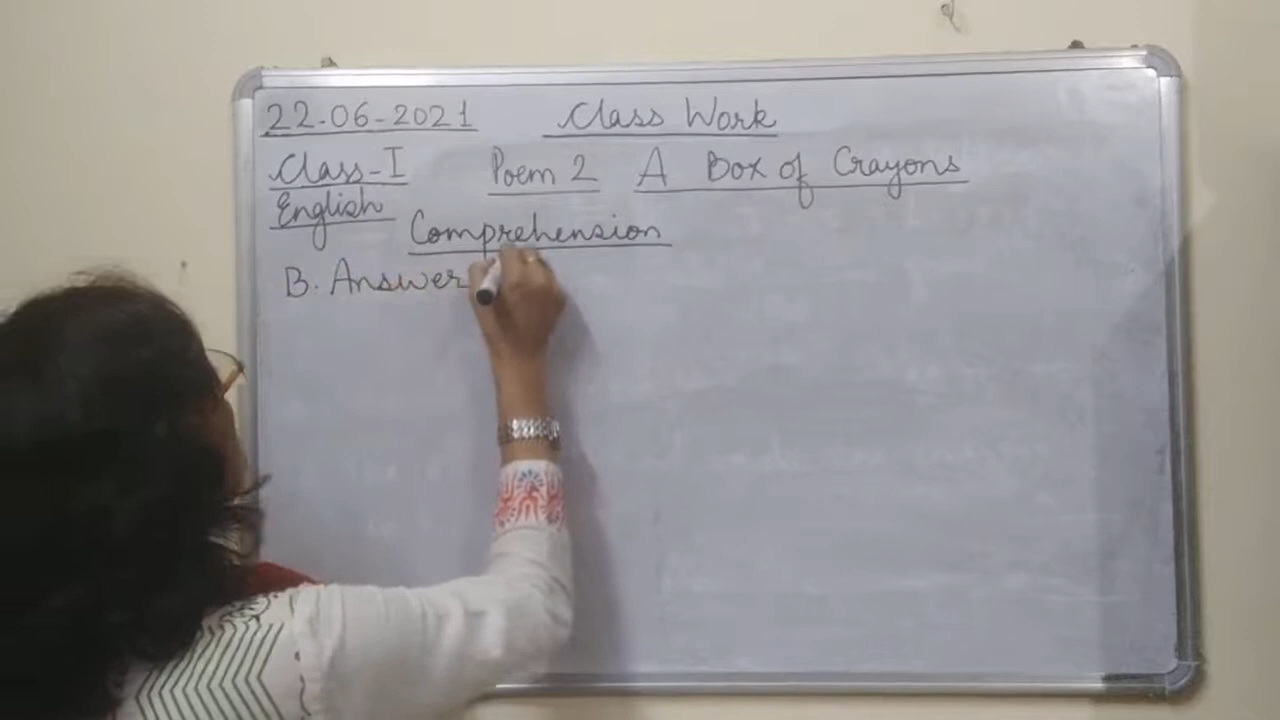 22-06-2021 Class Work
Class-I Poem 2 A Box of Crayons
English Comprehension
B. Answer